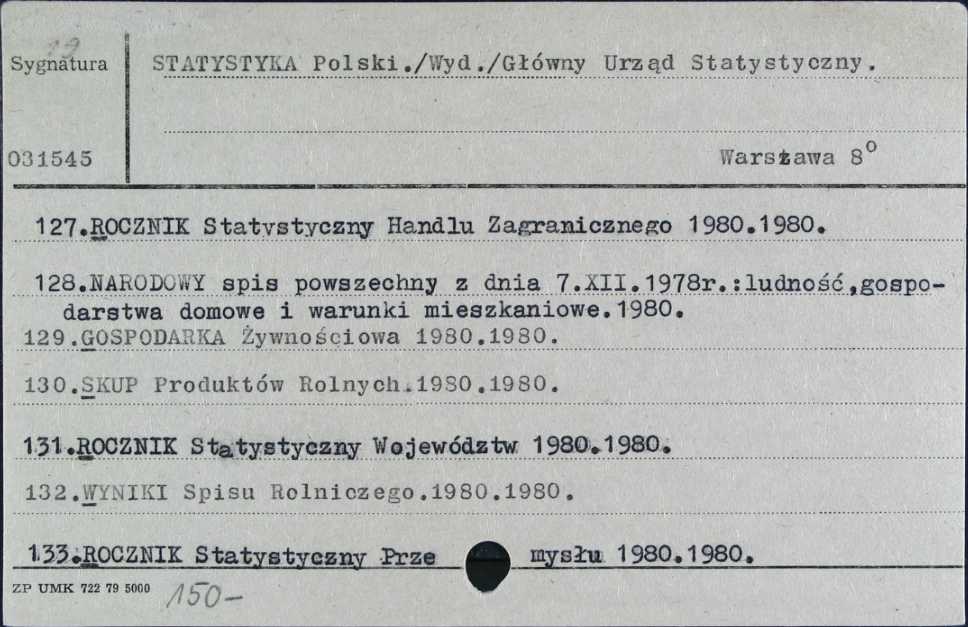 19
Sygnatura
STATYSTYKA Polski./Wyd./Główny Urząd Statystyczny.
031545
Warszawa 8°
127.ROCZNIK Statystyczny Handlu Zagranicznego 1980.1980.
128.NARODOWY spis powszechny z dnia 7.XII.1978r.:ludność,gospo-
darstwa domowe i warunki mieszkaniowe.1980.
129.GOSPODARKA Żywnościowa 1980.1980.
130.SKUP Produktów Rolnych.1980.1980.
131.ROCZNIK Statystyczny Województw 1980.1980.
132.WYNIKI Spisu Rolniczego.1980.1980.
133.ROCZNIK Statystyczny Prze mysłu 1980.1980.
ZP UMK 722 79 5000
150-